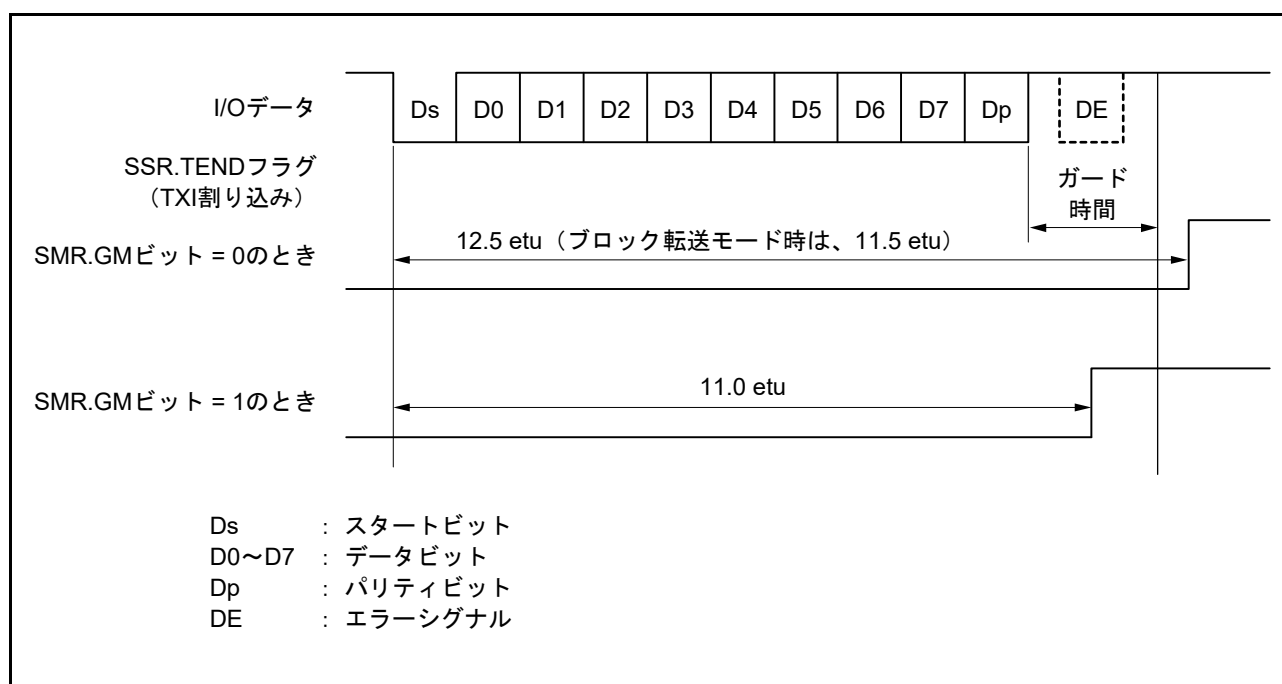 I/Oデータ
Ds D0 D1 D2 D3 D4 D5 D6 D7 Dp DE
SSR.TENDフラグ
（TXI割り込み）
ガード
時間
SMR.GMビット = 0のとき
12.5 etu（ブロック転送モード時は、11.5 etu）
SMR.GMビット = 1のとき
11.0 etu
Ds : スタートビット
D0～D7 : データビット
Dp : パリティビット
DE : エラーシグナル